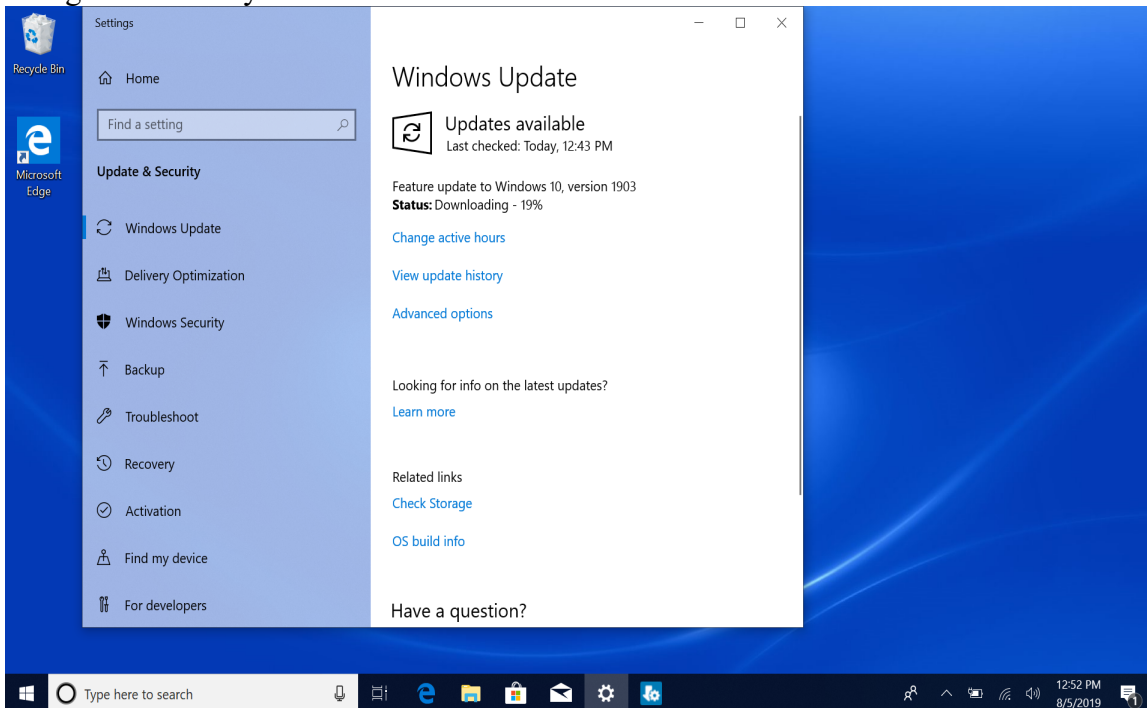 Recycle Bin
Microsoft
Edge
Settings
Home
Find a setting
Update & Security
Windows Update
Delivery Optimization
Windows Security
Backup
Troubleshoot
Recovery
Activation
Find my device
For developers
Windows Update
Updates available
Last checked: Today, 12:43 PM
Feature update to Windows 10, version 1903
Status: Downloading - 19%
Change active hours
View update history
Advanced options
Looking for info on the latest updates?
Learn more
Related links
Check Storage
OS build info
Have a question?
Type here to search
12:52 PM
8/5/2019
1